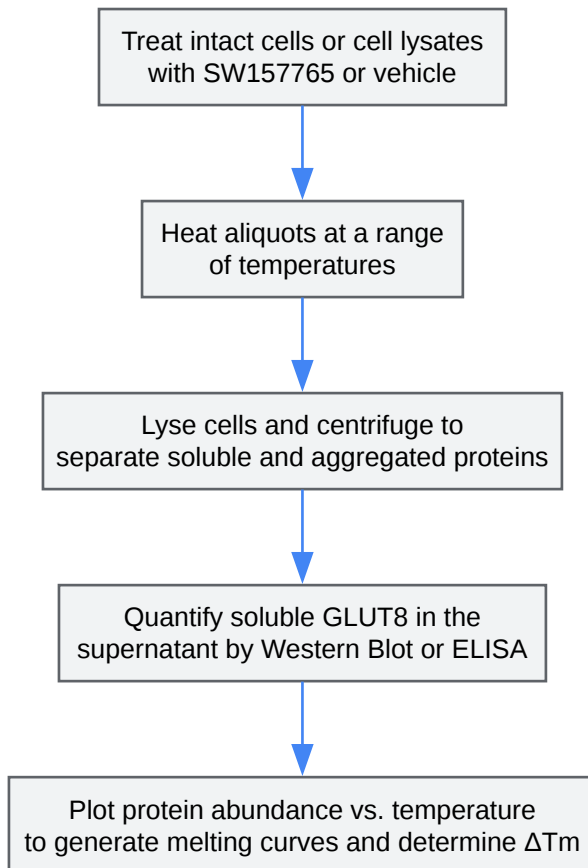 Treat intact cells or cell lysates
with SW157765 or vehicle
Heat aliquots at a range
of temperatures
Lyse cells and centrifuge to
separate soluble and aggregated proteins
Quantify soluble GLUT8 in the
supernatant by Western Blot or ELISA
Plot protein abundance vs. temperature
to generate melting curves and determine ΔTm